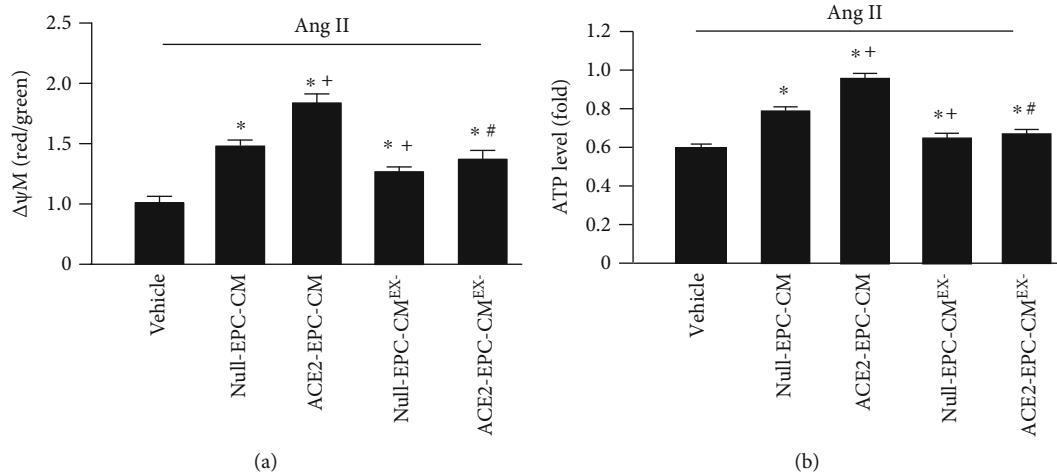 Ang II
2.5
2.0
1.5
1.0
0
ΔψM (red/green)
*
* +
* +
* #
Vehicle
Null-EPC-CM
ACE2-EPC-CM
Null-EPC-CM^EX-
ACE2-EPC-CM^EX-
(a)
Ang II
1.2
1.0
0.8
0.6
0.4
0.2
0.0
ATP level (fold)
*
* +
* +
* #
Vehicle
Null-EPC-CM
ACE2-EPC-CM
Null-EPC-CM^EX-
ACE2-EPC-CM^EX-
(b)